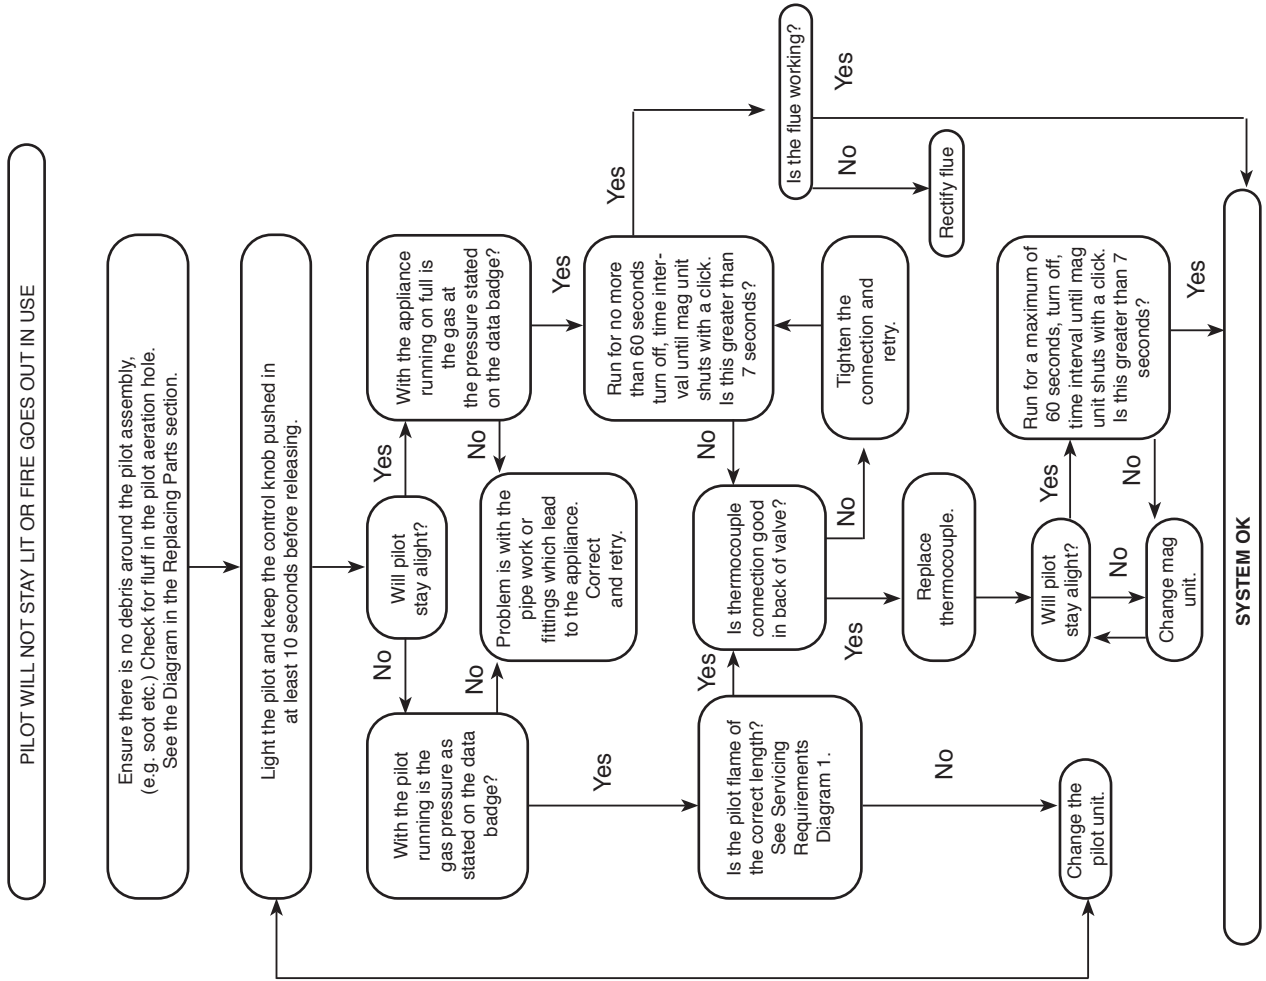 PILOT WILL NOT STAY LIT OR FIRE GOES OUT IN USE
Ensure there is no debris around the pilot assembly,
(e.g. soot etc.) Check for fluff in the pilot aeration hole.
See the Diagram in the Replacing Parts section.
Light the pilot and keep the control knob pushed in
at least 10 seconds before releasing.
Will pilot
stay alight?
No
Yes
With the pilot
running is the
gas pressure as
stated on the data
badge?
No
Yes
With the appliance
running on full is
the gas at
the pressure stated
on the data badge?
No
Yes
Problem is with the
pipe work or
fittings which lead
to the appliance.
Correct
and retry.
Run for no more
than 60 seconds
turn off, time inter-
val until mag unit
shuts with a click.
Is this greater than
7 seconds?
No
Yes
Is the pilot flame of
the correct length?
See Servicing
Requirements
Diagram 1.
Yes
No
Is thermocouple
connection good
in back of valve?
No
Yes
Tighten the
connection and
retry.
Is the flue working?
No
Yes
Rectify flue
Replace
thermocouple.
Will pilot
stay alight?
Yes
No
Run for a maximum of
60 seconds, turn off,
time interval until mag
unit shuts with a click.
Is this greater than 7
seconds?
No
Yes
Change the
pilot unit.
Change mag
unit.
SYSTEM OK